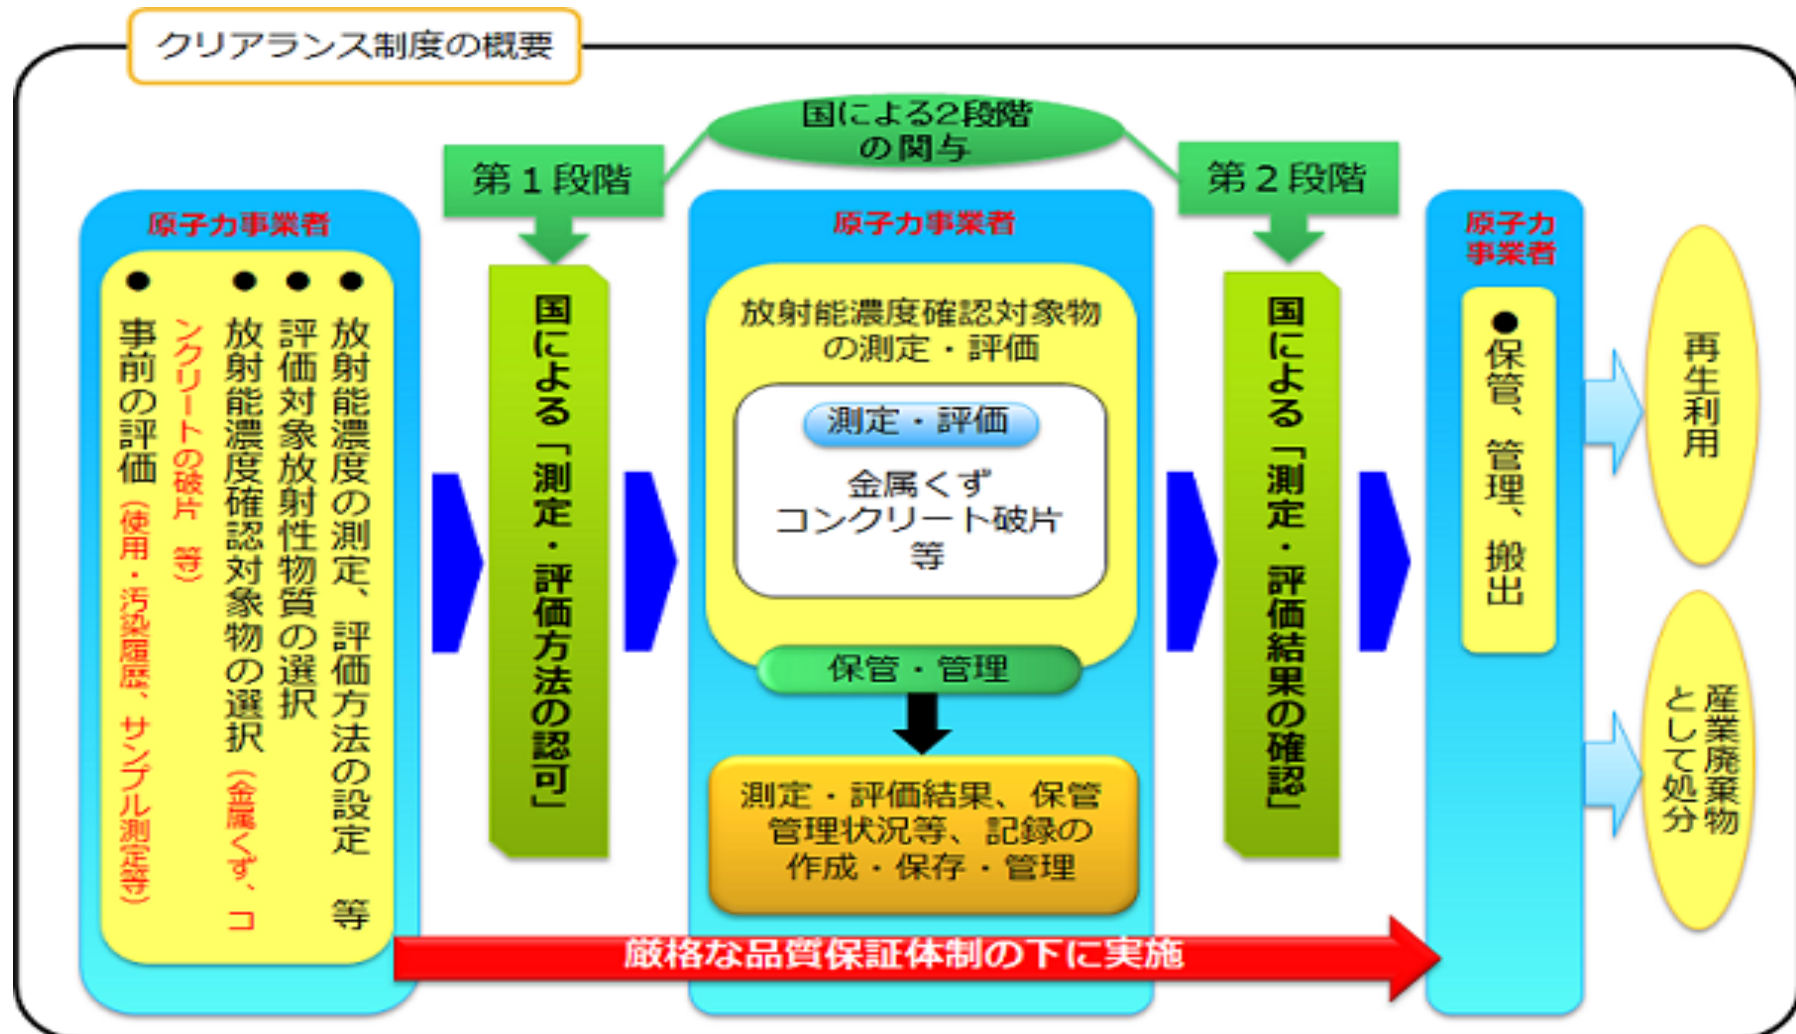 クリアランス制度の概要
国による2段階
の関与
第１段階
第２段階
原子力事業者
● 放射能濃度の測定、評価方法の設定　等
● 評価対象放射性物質の選択
● 放射能濃度確認対象物の選択（金属くず、コ
ンクリートの破片　等）
● 事前の評価（使用・汚染履歴、サンプル測定等）
国による「測定・評価方法の認可」
原子力事業者
放射能濃度確認対象物
の測定・評価
測定・評価
金属くず
コンクリート破片
等
保管・管理
測定・評価結果、保管
管理状況等、記録の
作成・保存・管理
国による「測定・評価結果の確認」
原子力
事業者
●保管、管理、搬出
再生利用
産業廃棄物
として処分
厳格な品質保証体制の下に実施